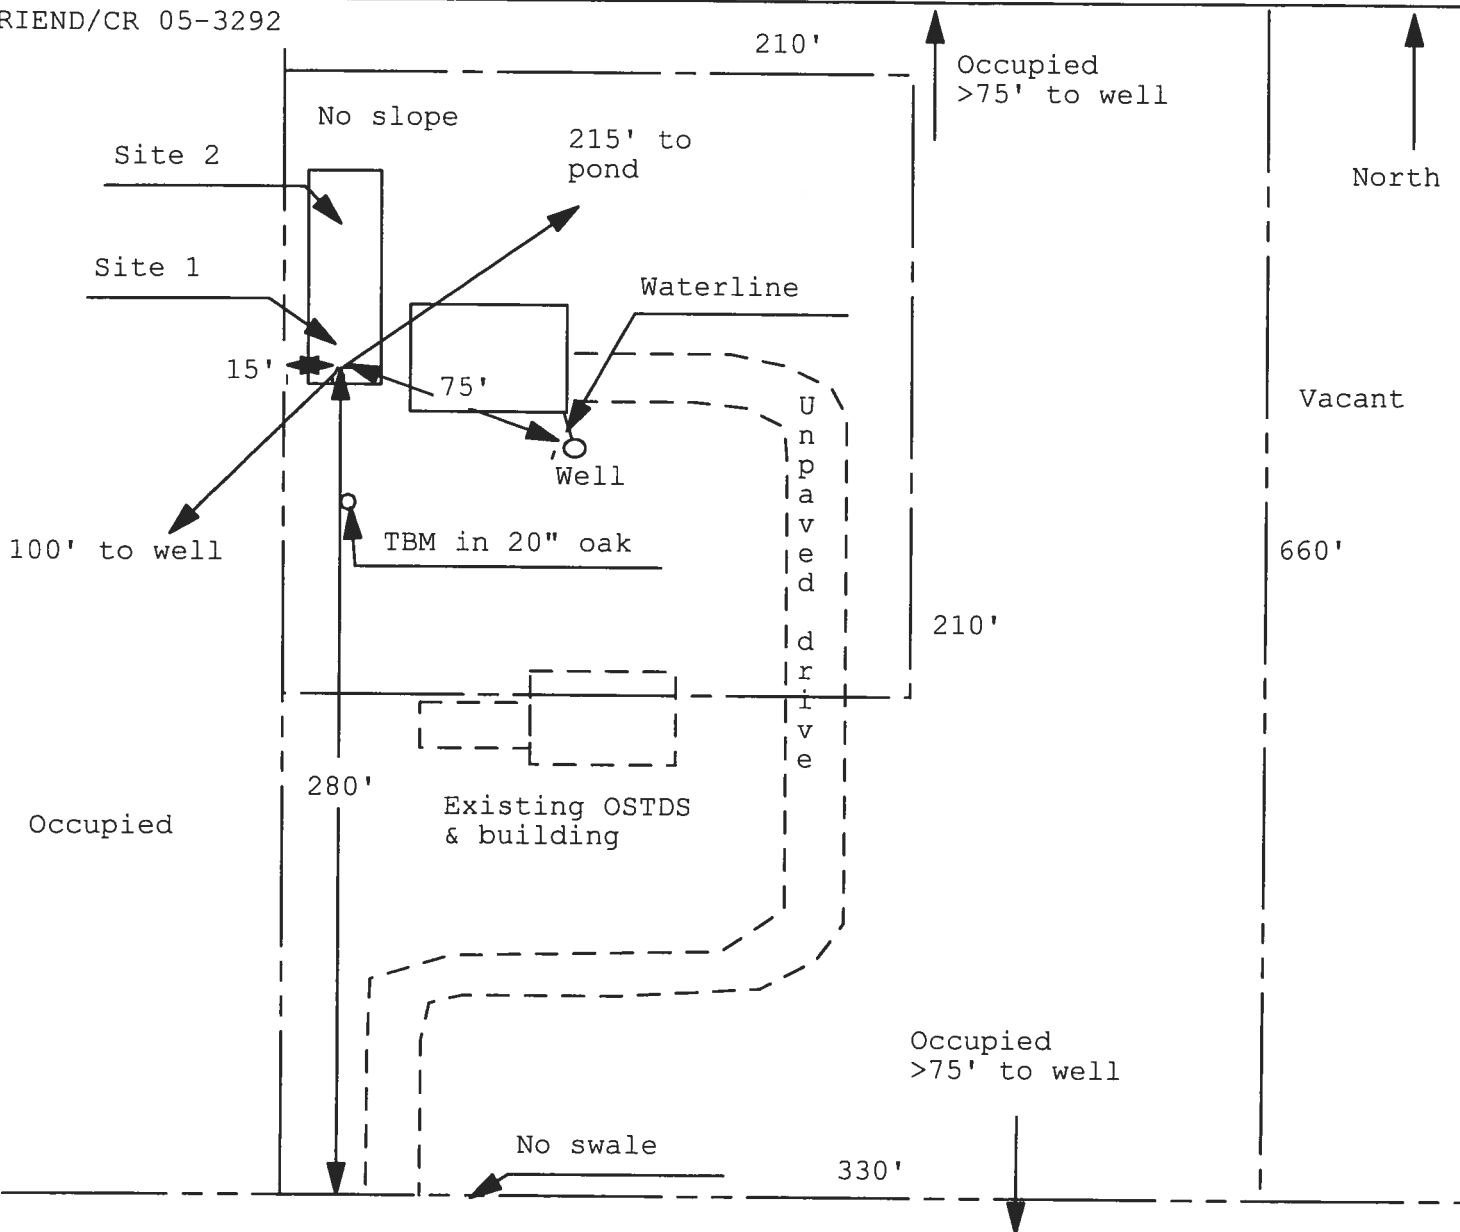 RIEND/CR 05-3292
210'
Occupied
>75' to well
No slope
215' to
pond
Site 2
North
Site 1
Waterline
15'
75'
Vacant
Unpaved drive
Well
100' to well
TBM in 20" oak
660'
210'
280'
Existing OSTDS
& building
Occupied
Occupied
>75' to well
No swale
330'